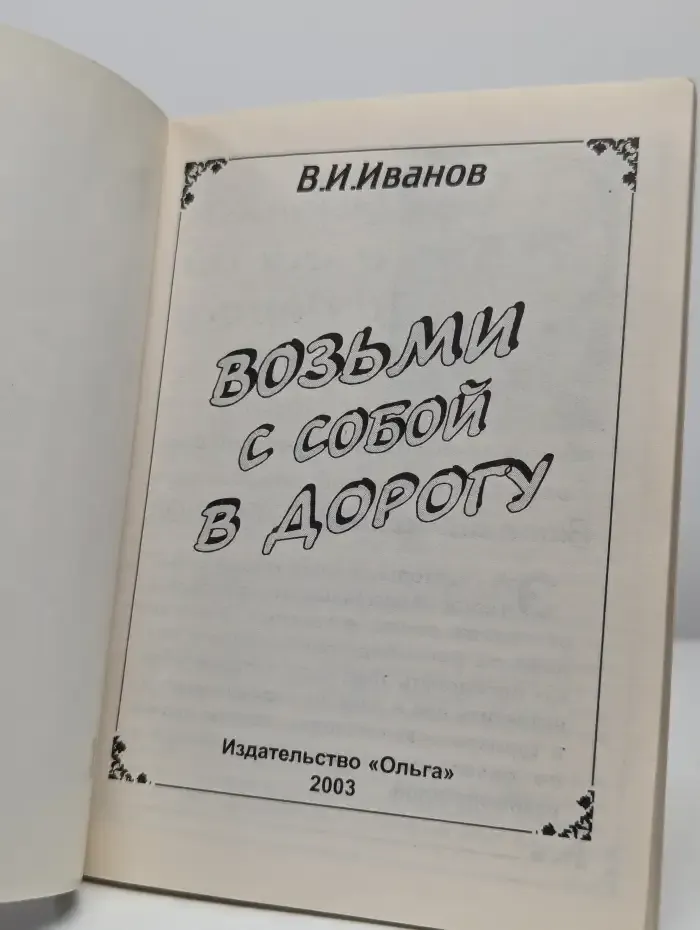 В.И.Иванов
ВОЗЬМИ
С СОБОЙ
В ДОРОГУ
Издательство «Ольга»
2003